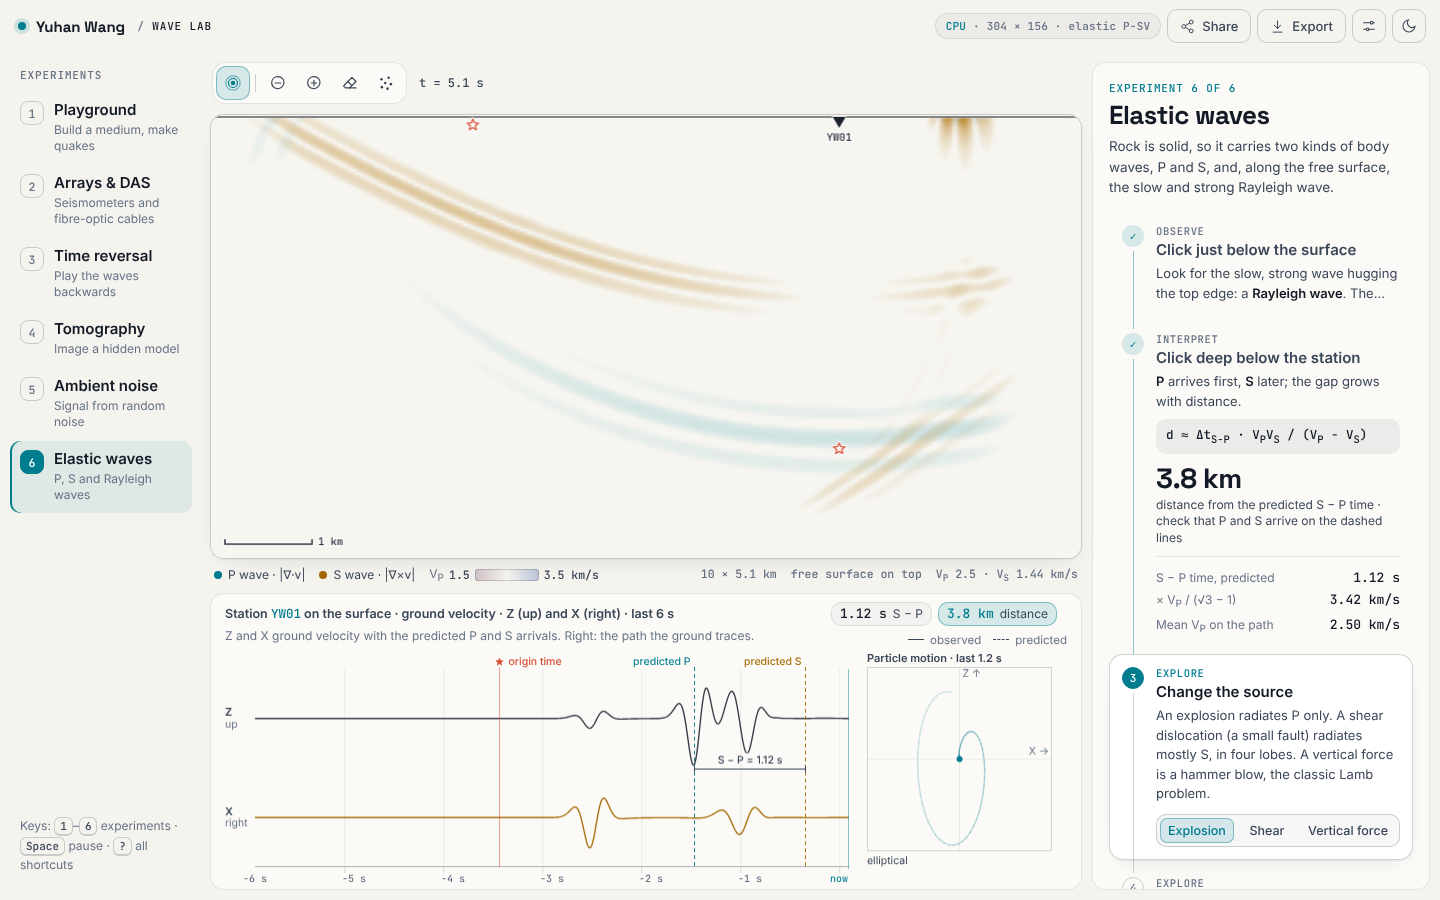 Yuhan Wang / WAVE LAB
CPU · 304 × 156 · elastic P-SV
Share
Export
EXPERIMENTS
1 Playground
Build a medium, make
quakes
2 Arrays & DAS
Seismometers and
fibre-optic cables
3 Time reversal
Play the waves
backwards
4 Tomography
Image a hidden model
5 Ambient noise
Signal from random
noise
6 Elastic waves
P, S and Rayleigh
waves
Keys: 1 – 6 experiments ·
Space pause · ? all
shortcuts
t = 5.1 s
YW01
1 km
P wave · |∇·v| S wave · |∇×v| VP 1.5 3.5 km/s
10 × 5.1 km free surface on top VP 2.5 · VS 1.44 km/s
Station YW01 on the surface · ground velocity · Z (up) and X (right) · last 6 s
1.12 s S − P
3.8 km distance
Z and X ground velocity with the predicted P and S arrivals. Right: the path the ground traces.
observed predicted
★ origin time
predicted P
predicted S
Z
up
S − P = 1.12 s
X
right
-6 s -5 s -4 s -3 s -2 s -1 s now
Particle motion · last 1.2 s
Z ↑
X →
elliptical
EXPERIMENT 6 OF 6
Elastic waves
Rock is solid, so it carries two kinds of body
waves, P and S, and, along the free surface,
the slow and strong Rayleigh wave.
✓ OBSERVE
Click just below the surface
Look for the slow, strong wave hugging
the top edge: a Rayleigh wave. The...
✓ INTERPRET
Click deep below the station
P arrives first, S later; the gap grows
with distance.
d ≈ ΔtS-P · VPVS / (VP - VS)
3.8 km
distance from the predicted S − P time ·
check that P and S arrive on the dashed
lines
S − P time, predicted 1.12 s
× VP / (√3 − 1) 3.42 km/s
Mean VP on the path 2.50 km/s
3 EXPLORE
Change the source
An explosion radiates P only. A shear
dislocation (a small fault) radiates
mostly S, in four lobes. A vertical force
is a hammer blow, the classic Lamb
problem.
Explosion Shear Vertical force
4 EXPLORE